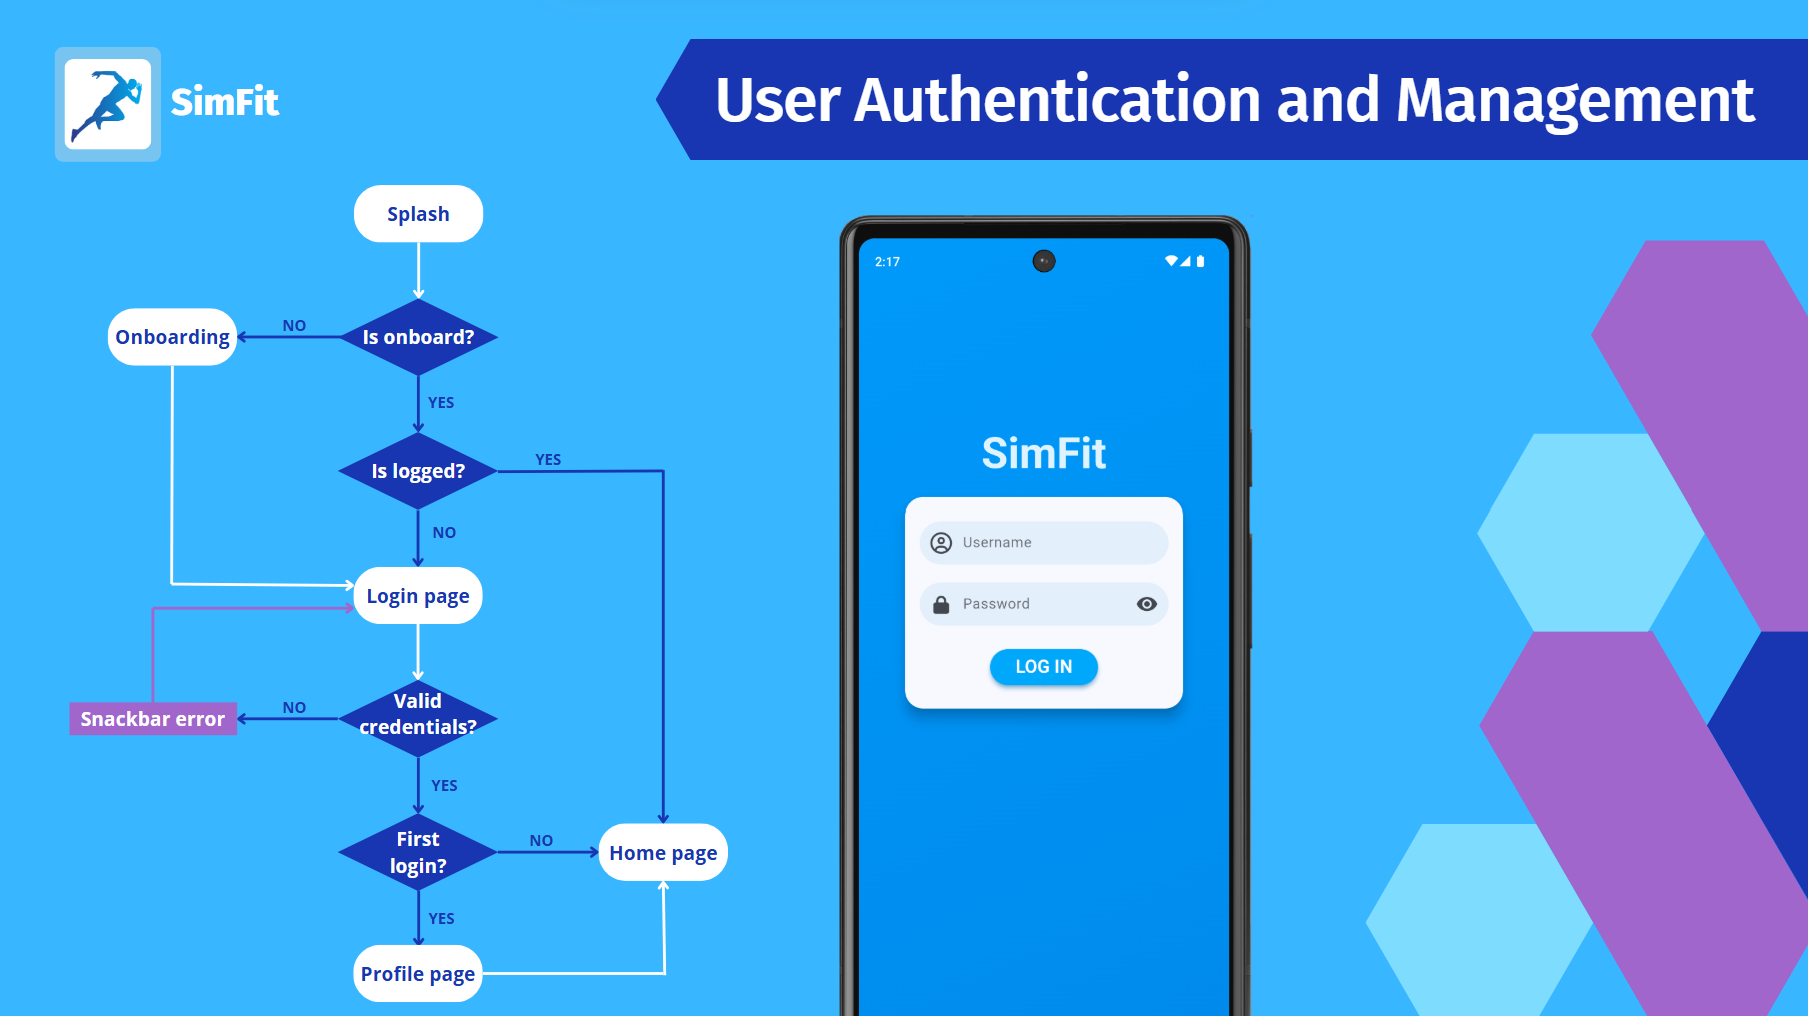 SimFit
User Authentication and Management
Splash
Is onboard?
NO
Onboarding
YES
Is logged?
YES
NO
Login page
Valid
credentials?
NO
Snackbar error
YES
First
login?
NO
Home page
YES
Profile page
2:17
SimFit
Username
Password
LOG IN